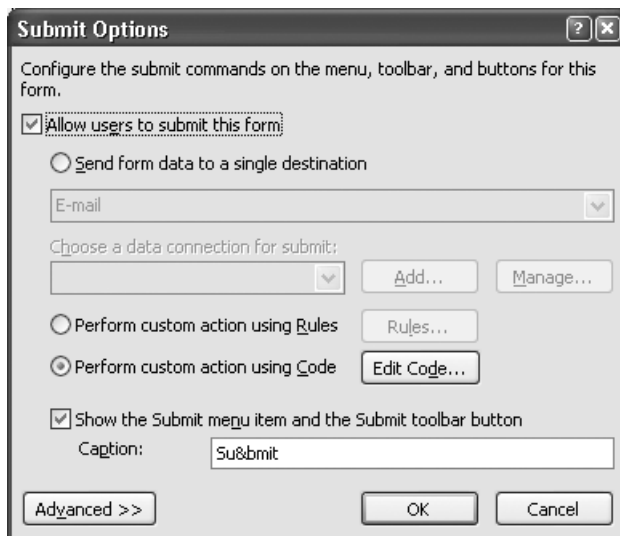 Submit Options
Configure the submit commands on the menu, toolbar, and buttons for this
form.
Allow users to submit this form
Send form data to a single destination
E-mail
Choose a data connection for submit:
Add... Manage...
Perform custom action using Rules Rules...
Perform custom action using Code Edit Code...
Show the Submit menu item and the Submit toolbar button
Caption: Su&bmit
Advanced >> OK Cancel